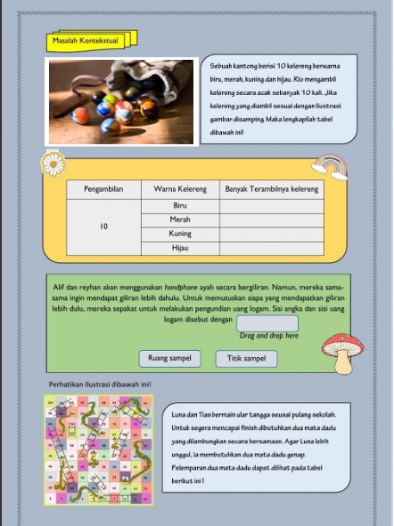 Masalah Kontekstual
Sebuah kantong berisi 10 kelereng berwarna
biru, merah, kuning dan hijau. Rio mengambil
kelereng secara acak sebanyak 10 kali. Jika
kelereng yang diambil sesuai dengan ilustrasi
gambar disamping. Maka lengkapilah tabel
dibawah ini!
Pengambilan Warna Kelereng Banyak Terambilnya kelereng
Biru
Merah
10
Kuning
Hijau
Alif dan reyhan akan menggunakan handphone ayah secara bergiliran. Namun, mereka sama-
sama ingin mendapat giliran lebih dahulu. Untuk memutuskan siapa yang mendapatkan giliran
lebih dulu, mereka sepakat untuk melakukan pengundian uang logam. Sisi angka dan sisi uang
logam disebut dengan
Drag and drop here
Ruang sampel Titik sampel
Perhatikan ilustrasi dibawah ini!
Luna dan Tias bermain ular tangga seusai pulang sekolah.
Untuk segera mencapai finish dibutuhkan dua mata dadu
yang dilambungkan secara bersamaan. Agar Luna lebih
unggul, ia membutuhkan dua mata dadu genap.
Pelemparan dua mata dadu dapat dilihat pada tabel
berikut ini !